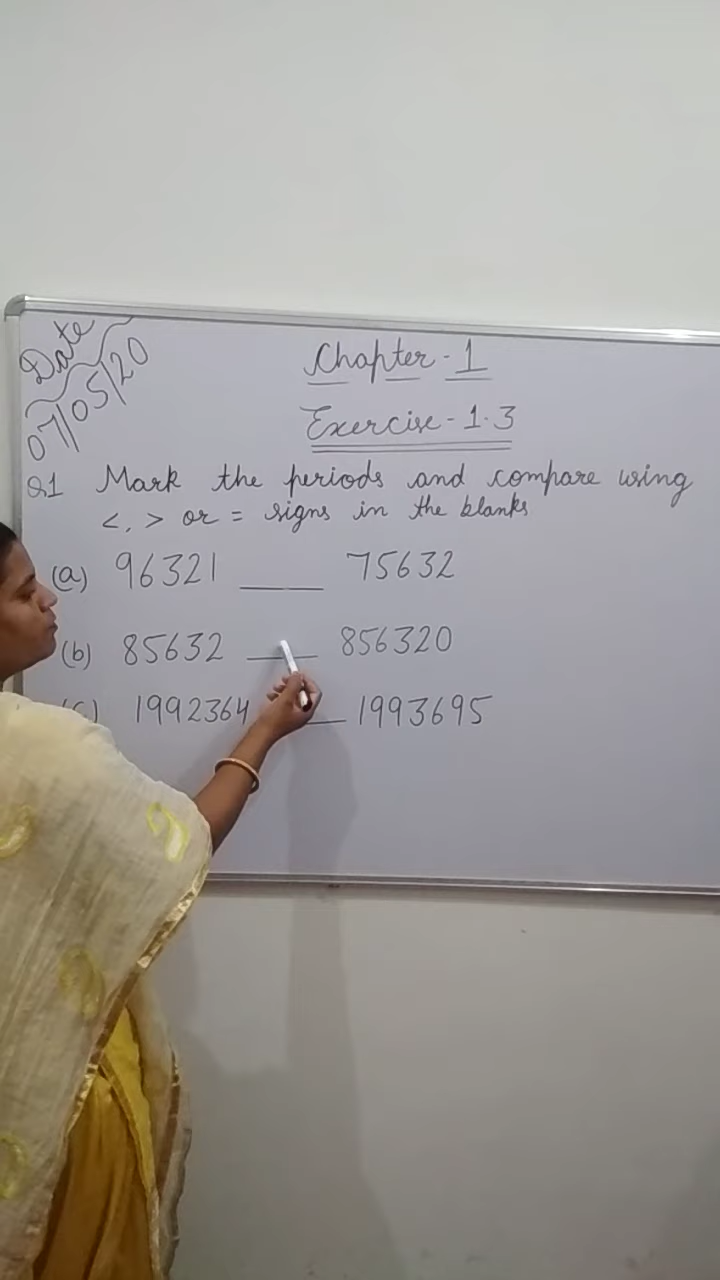 Date
07/05/20
Chapter - 1
Exercise - 1.3
Q1 Mark the periods and compare using
<, > or = signs in the blanks
(a) 96321 ____ 75632
(b) 85632 ____ 856320
(c) 1992364 ____ 1993695